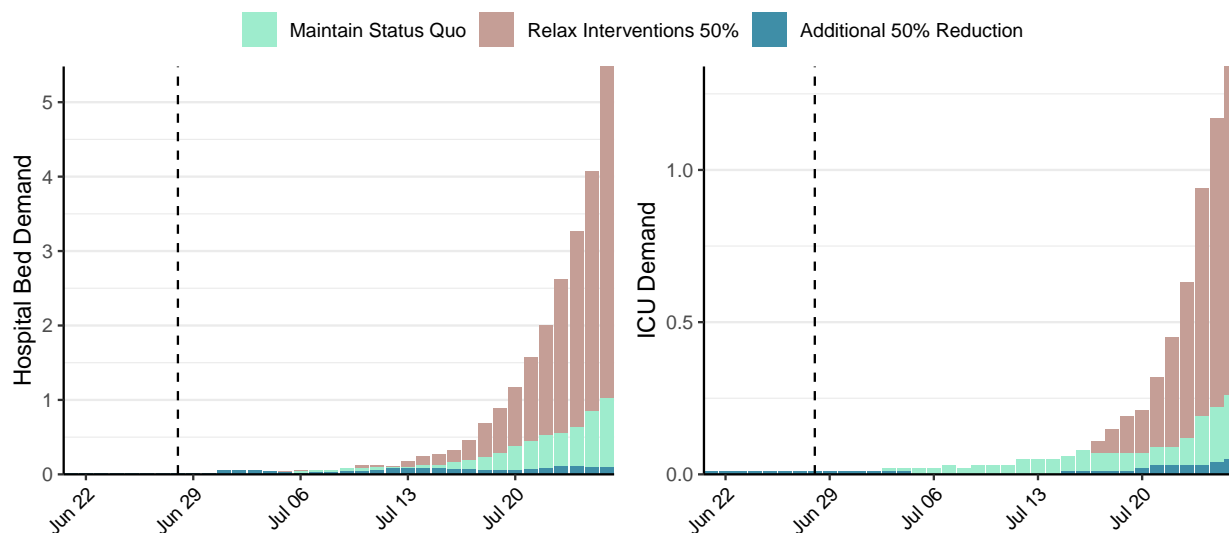 Maintain Status Quo Relax Interventions 50% Additional 50% Reduction
Hospital Bed Demand
5
4
3
2
1
0
Jun 22 Jun 29 Jul 06 Jul 13 Jul 20
ICU Demand
1.0
0.5
0.0
Jun 22 Jun 29 Jul 06 Jul 13 Jul 20